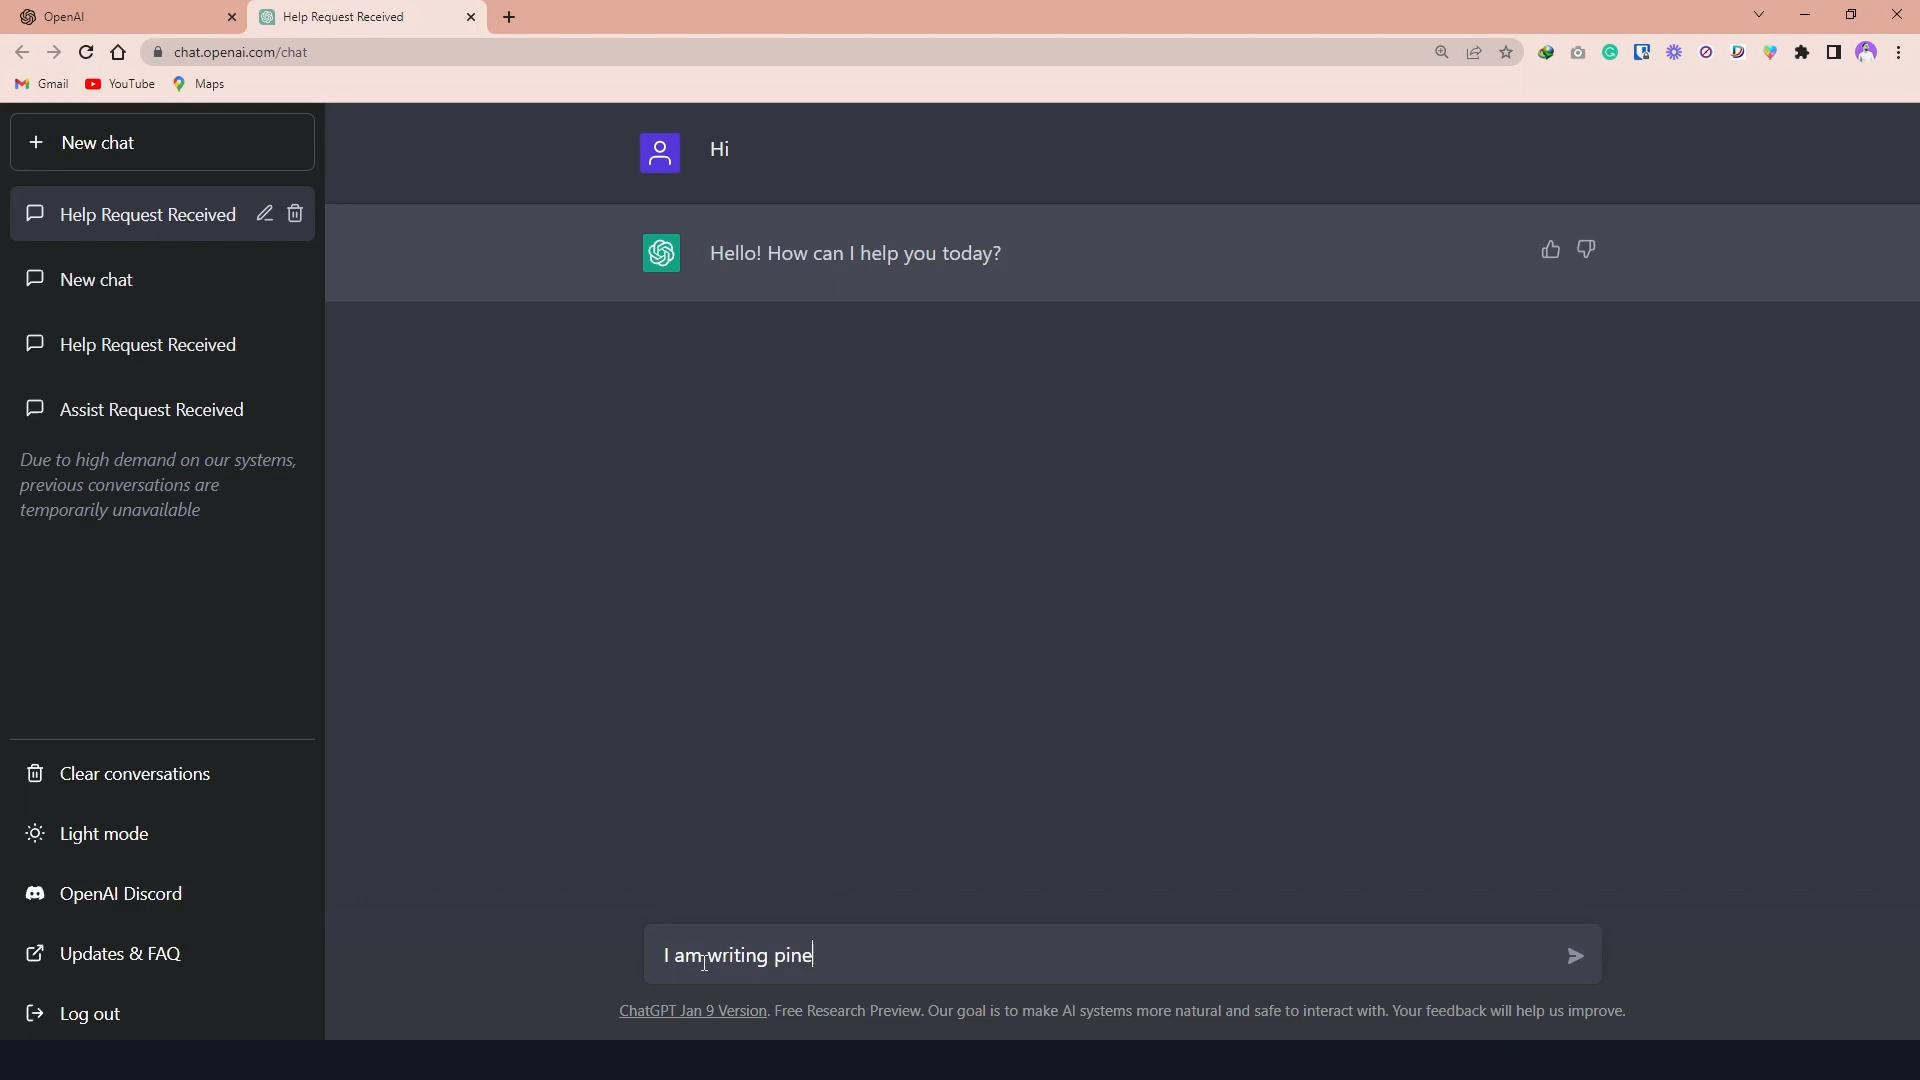 OpenAI
Help Request Received
chat.openai.com/chat
Gmail
YouTube
Maps
New chat
Help Request Received
New chat
Help Request Received
Assist Request Received
Due to high demand on our systems,
previous conversations are
temporarily unavailable
Clear conversations
Light mode
OpenAI Discord
Updates & FAQ
Log out
Hi
Hello! How can I help you today?
I am writing pine
ChatGPT Jan 9 Version. Free Research Preview. Our goal is to make AI systems more natural and safe to interact with. Your feedback will help us improve.